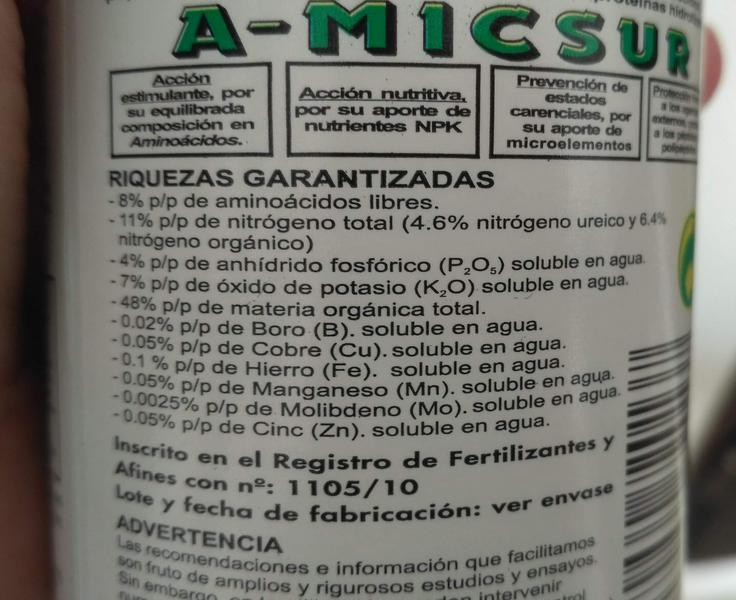 proteínas hidroli
A-MICSUR
Acción
estimulante, por
su equilibrada
composición en
Aminoácidos.
Acción nutritiva,
por su aporte de
nutrientes NPK
Prevención de
estados
carenciales, por
su aporte de
microelementos
a los
a los
RIQUEZAS GARANTIZADAS
- 8% p/p de aminoácidos libres.
- 11% p/p de nitrógeno total (4.6% nitrógeno ureico y 6.4%
nitrógeno orgánico)
- 4% p/p de anhídrido fosfórico (P₂O₅) soluble en agua.
- 7% p/p de óxido de potasio (K₂O) soluble en agua.
- 48% p/p de materia orgánica total.
- 0.02% p/p de Boro (B). soluble en agua.
- 0.05% p/p de Cobre (Cu). soluble en agua.
- 0.1 % p/p de Hierro (Fe). soluble en agua.
- 0.05% p/p de Manganeso (Mn). soluble en agua.
- 0.0025% p/p de Molibdeno (Mo). soluble en agua.
- 0.05% p/p de Cinc (Zn). soluble en agua.
Inscrito en el Registro de Fertilizantes y
Afines con nº: 1105/10
Lote y fecha de fabricación: ver envase
ADVERTENCIA
Las recomendaciones e información que facilitamos
son fruto de amplios y rigurosos estudios y ensayos.
Sin embargo, intervenir